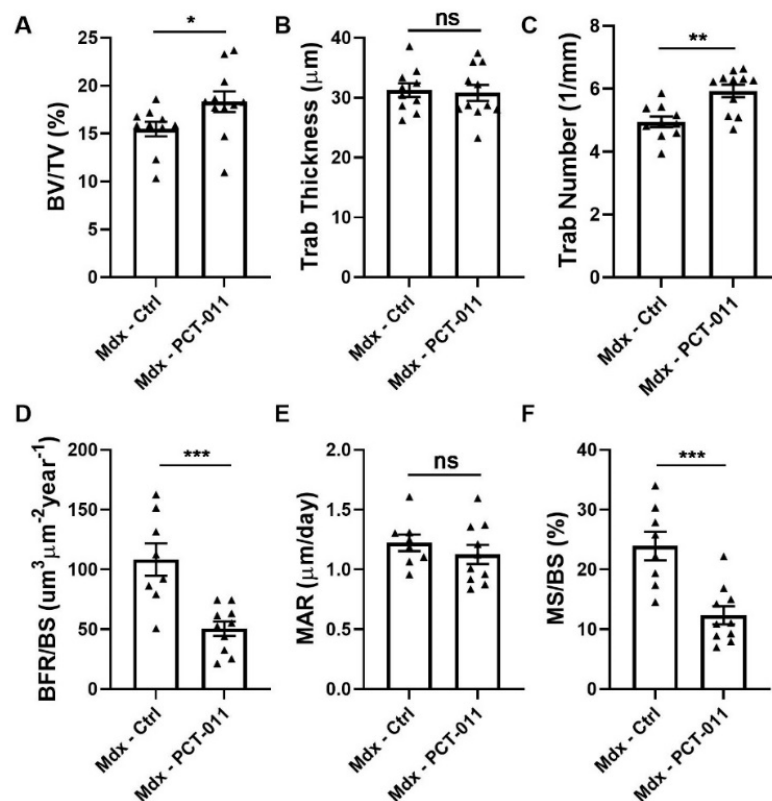 A
*
BV/TV (%)
25
20
15
10
5
0
Mdx - Ctrl
Mdx - PCT-011
B
ns
Trab Thickness (μm)
40
30
20
10
0
Mdx - Ctrl
Mdx - PCT-011
C
**
Trab Number (1/mm)
8
6
4
2
0
Mdx - Ctrl
Mdx - PCT-011
D
***
BFR/BS (um³μm⁻²year⁻¹)
200
150
100
50
0
Mdx - Ctrl
Mdx - PCT-011
E
ns
MAR (μm/day)
2.0
1.5
1.0
0.5
0.0
Mdx - Ctrl
Mdx - PCT-011
F
***
MS/BS (%)
40
30
20
10
0
Mdx - Ctrl
Mdx - PCT-011